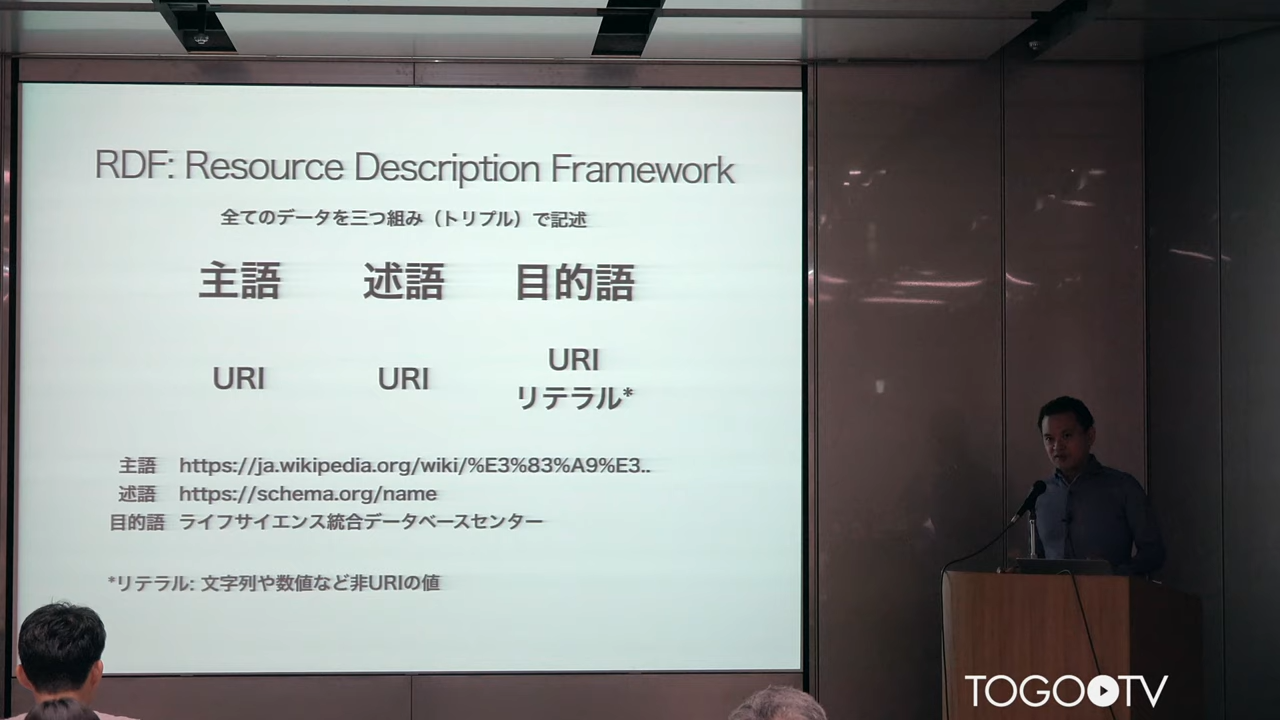 RDF: Resource Description Framework
全てのデータを三つ組み（トリプル）で記述
主語 述語 目的語
URI URI URI
リテラル*
主語 https://ja.wikipedia.org/wiki/%E3%83%A9%E3..
述語 https://schema.org/name
目的語 ライフサイエンス統合データベースセンター
*リテラル: 文字列や数値など非URIの値
TOGO TV